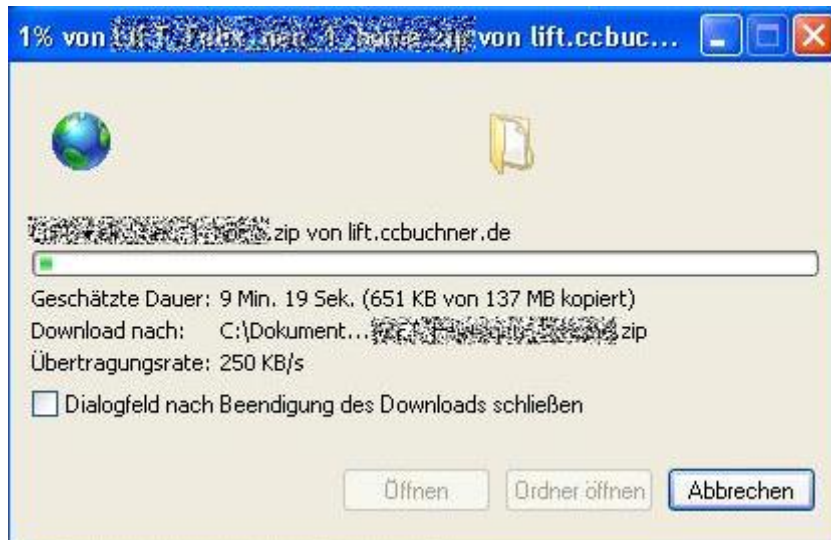 1% von von lift.ccbuc...
.zip von lift.ccbuchner.de
Geschätzte Dauer: 9 Min. 19 Sek. (651 KB von 137 MB kopiert)
Download nach: C:\Dokument... zip
Übertragungsrate: 250 KB/s
Dialogfeld nach Beendigung des Downloads schließen
Öffnen Ordner öffnen Abbrechen